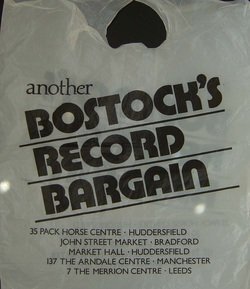 another
BOSTOCK'S
RECORD
BARGAIN
35 PACK HORSE CENTRE · HUDDERSFIELD
JOHN STREET MARKET · BRADFORD
MARKET HALL · HUDDERSFIELD
137 THE ARNDALE CENTRE · MANCHESTER
7 THE MERRION CENTRE · LEEDS